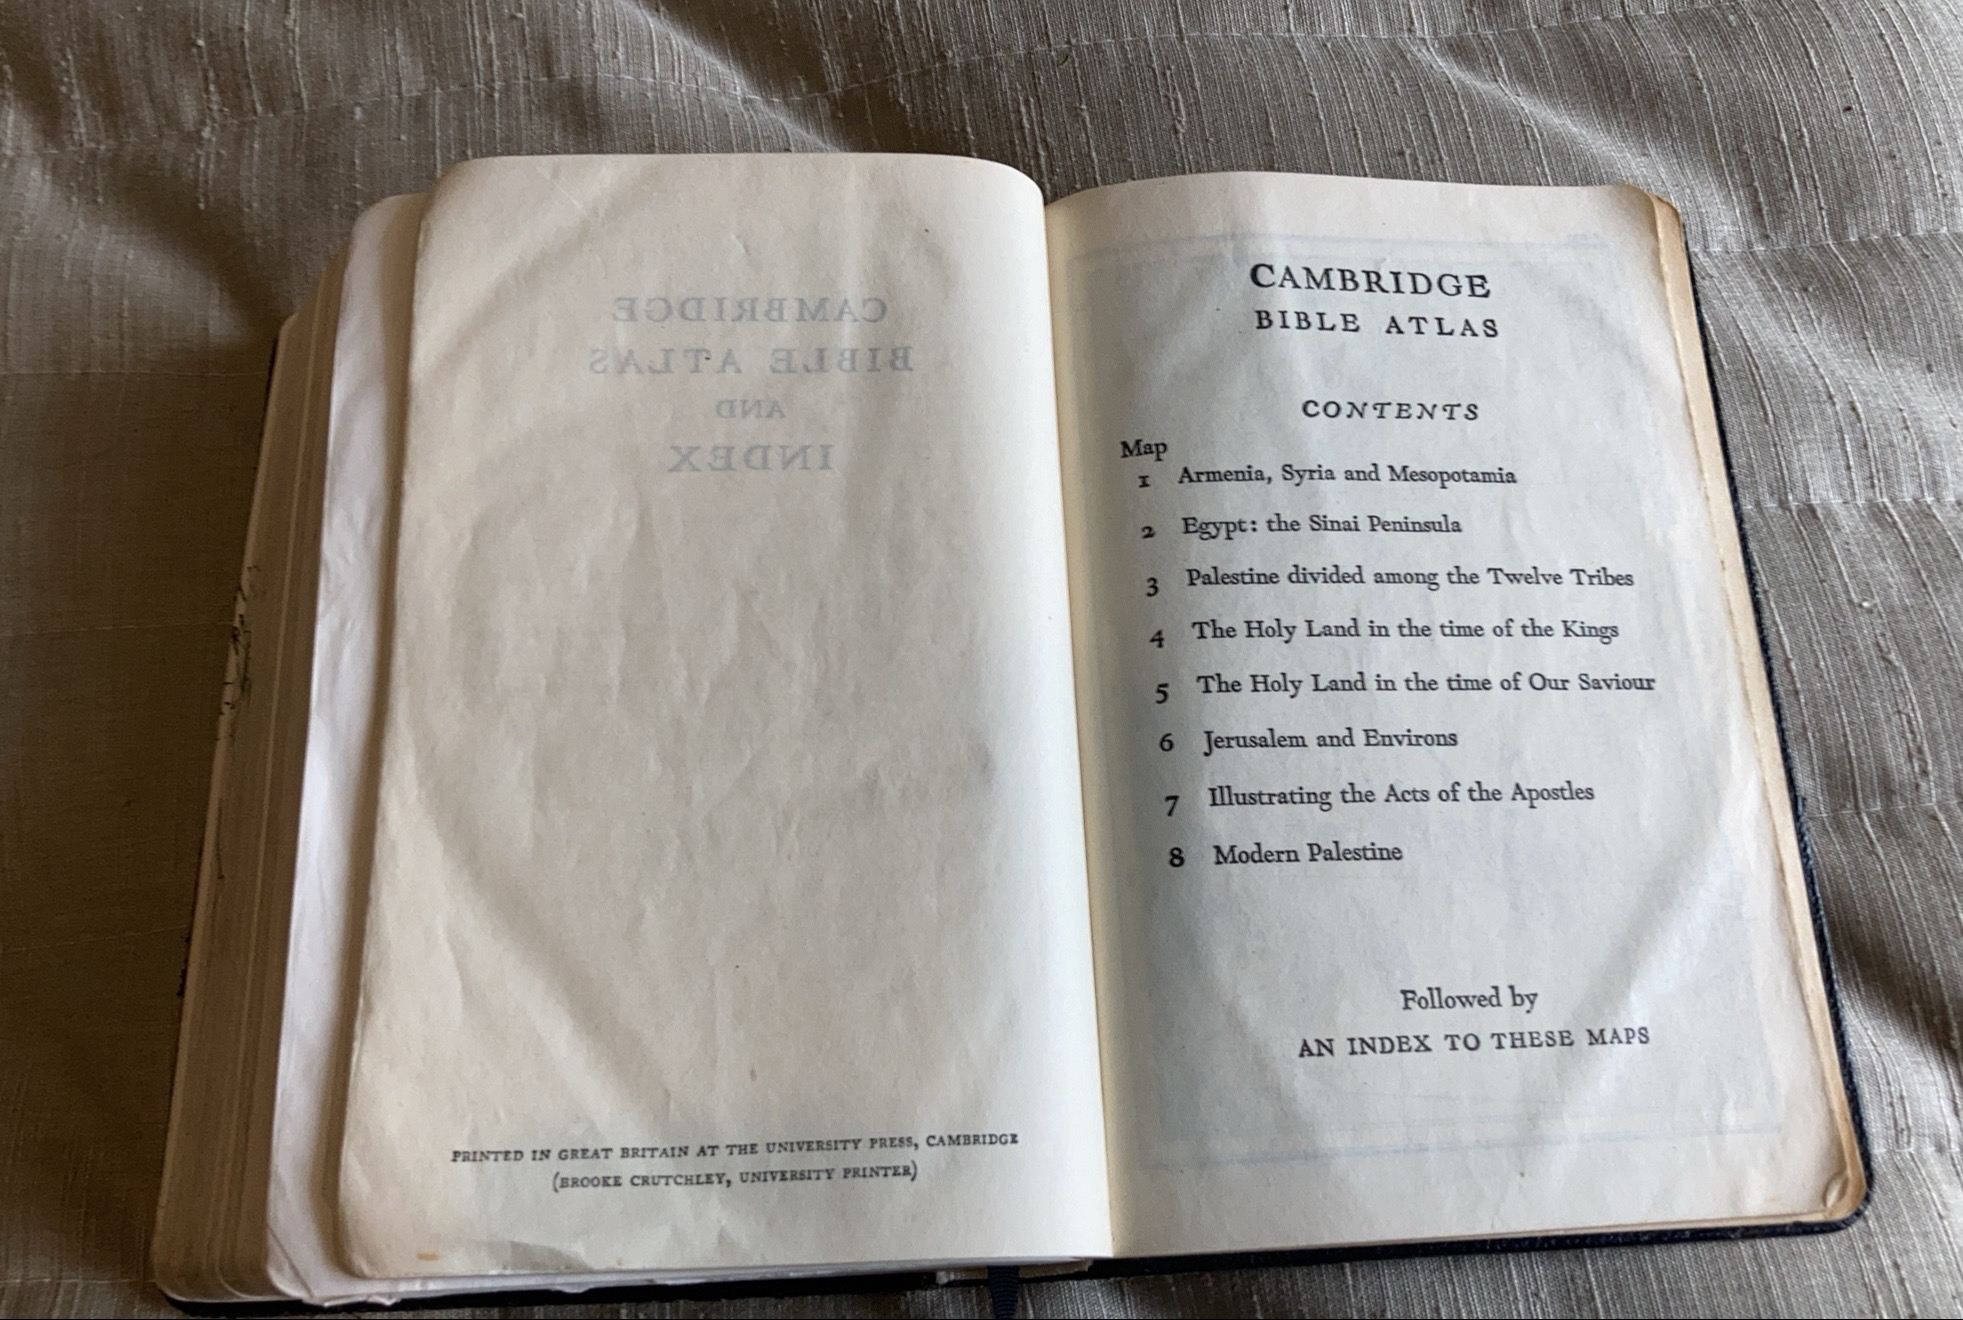 CAMBRIDGE
BIBLE ATLAS
AND
INDEX
PRINTED IN GREAT BRITAIN AT THE UNIVERSITY PRESS, CAMBRIDGE
(BROOKE CRUTCHLEY, UNIVERSITY PRINTER)
CAMBRIDGE
BIBLE ATLAS
CONTENTS
Map
1 Armenia, Syria and Mesopotamia
2 Egypt: the Sinai Peninsula
3 Palestine divided among the Twelve Tribes
4 The Holy Land in the time of the Kings
5 The Holy Land in the time of Our Saviour
6 Jerusalem and Environs
7 Illustrating the Acts of the Apostles
8 Modern Palestine
Followed by
AN INDEX TO THESE MAPS